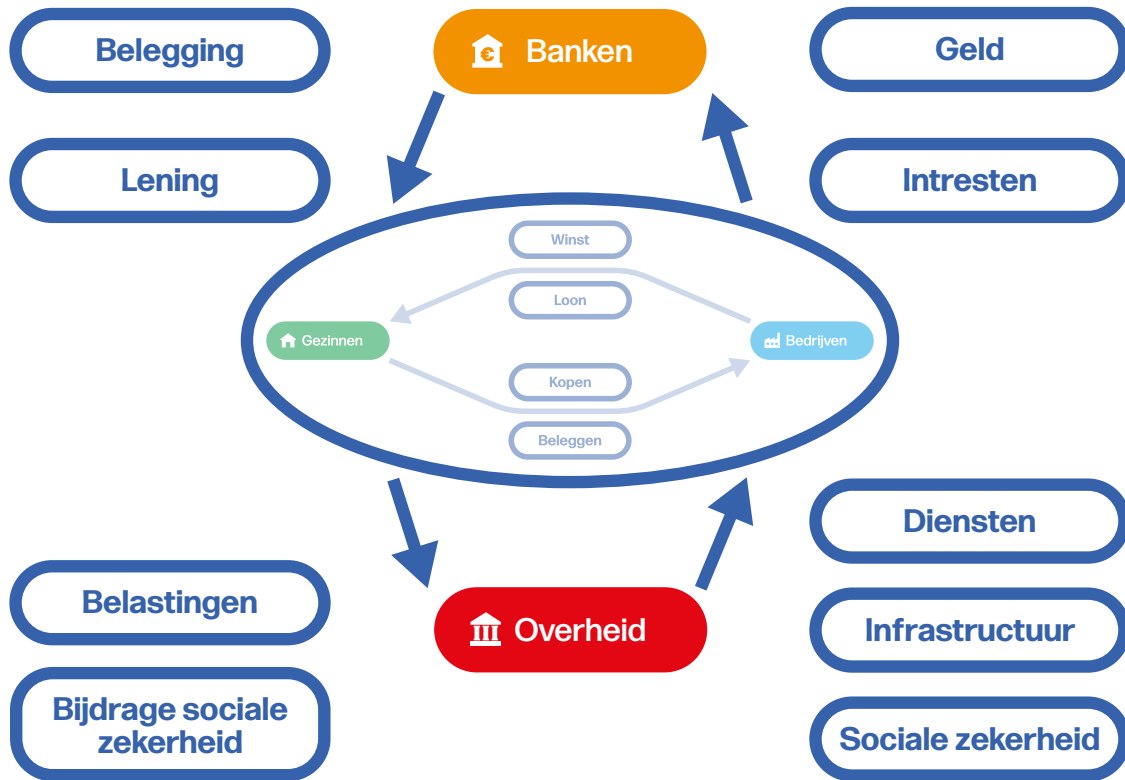 Belegging
Banken
Geld
Lening
Intresten
Winst
Loon
Gezinnen
Bedrijven
Kopen
Beleggen
Diensten
Belastingen
Overheid
Infrastructuur
Bijdrage sociale
zekerheid
Sociale zekerheid